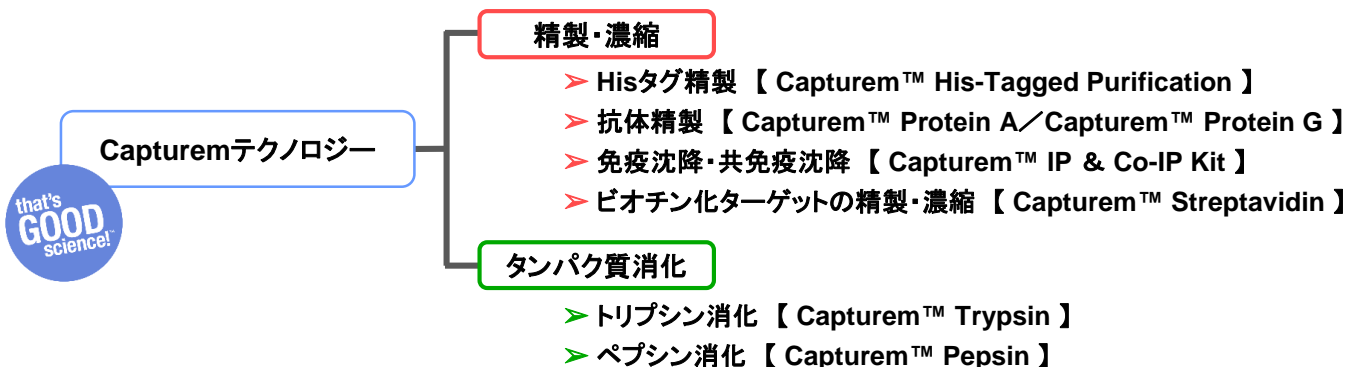 精製・濃縮
➢ Hisタグ精製 【 Capturem™ His-Tagged Purification 】
➢ 抗体精製 【 Capturem™ Protein A／Capturem™ Protein G 】
➢ 免疫沈降・共免疫沈降 【 Capturem™ IP ＆ Co-IP Kit 】
➢ ビオチン化ターゲットの精製・濃縮 【 Capturem™ Streptavidin 】
Capturemテクノロジー
that's
GOOD
science!™
タンパク質消化
➢ トリプシン消化 【 Capturem™ Trypsin 】
➢ ペプシン消化 【 Capturem™ Pepsin 】